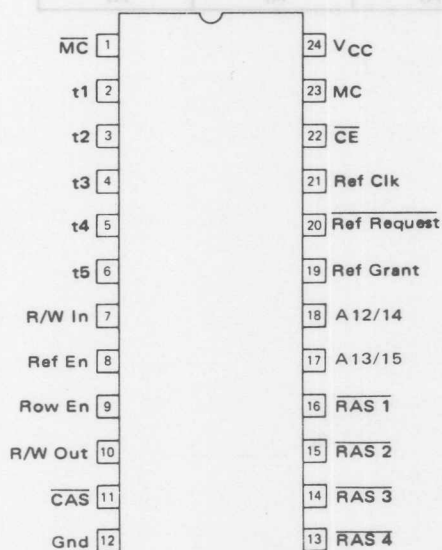 MC 1 24 VCC
t1 2 23 MC
t2 3 22 CE
t3 4 21 Ref Clk
t4 5 20 Ref Request
t5 6 19 Ref Grant
R/W In 7 18 A12/14
Ref En 8 17 A13/15
Row En 9 16 RAS 1
R/W Out 10 15 RAS 2
CAS 11 14 RAS 3
Gnd 12 13 RAS 4